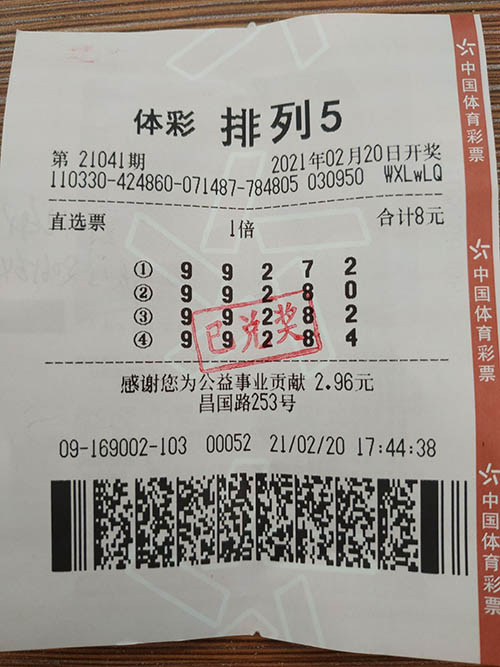 体彩 排列5
第 21041期 2021年02月20日开奖
110330-424860-071487-784805 030950 WXLwLQ
直选票 1倍 合计8元
① 9 9 2 7 2
② 9 9 2 8 0
③ 9 9 2 8 2
④ 9 9 2 8 4
已兑奖
感谢您为公益事业贡献 2.96元
昌国路253号
09-169002-103 00052 21/02/20 17:44:38
中国体育彩票
中国体育彩票
中国体育彩票